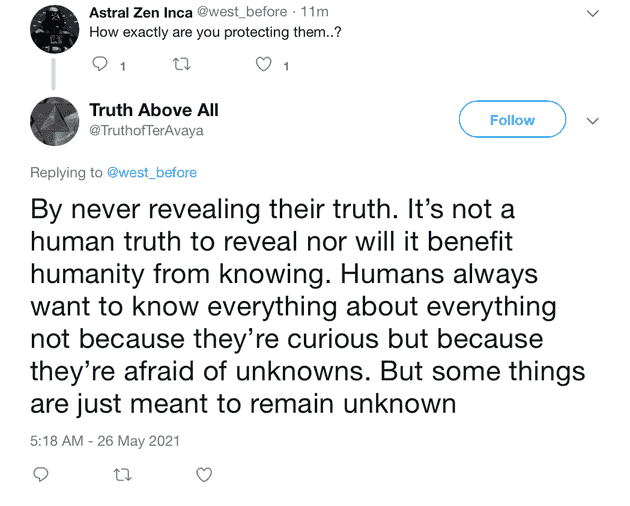 Astral Zen Inca @west_before · 11m
How exactly are you protecting them..?
1 1
Truth Above All
@TruthofTerAvaya
Follow
Replying to @west_before
By never revealing their truth. It’s not a
human truth to reveal nor will it benefit
humanity from knowing. Humans always
want to know everything about everything
not because they’re curious but because
they’re afraid of unknowns. But some things
are just meant to remain unknown
5:18 AM - 26 May 2021